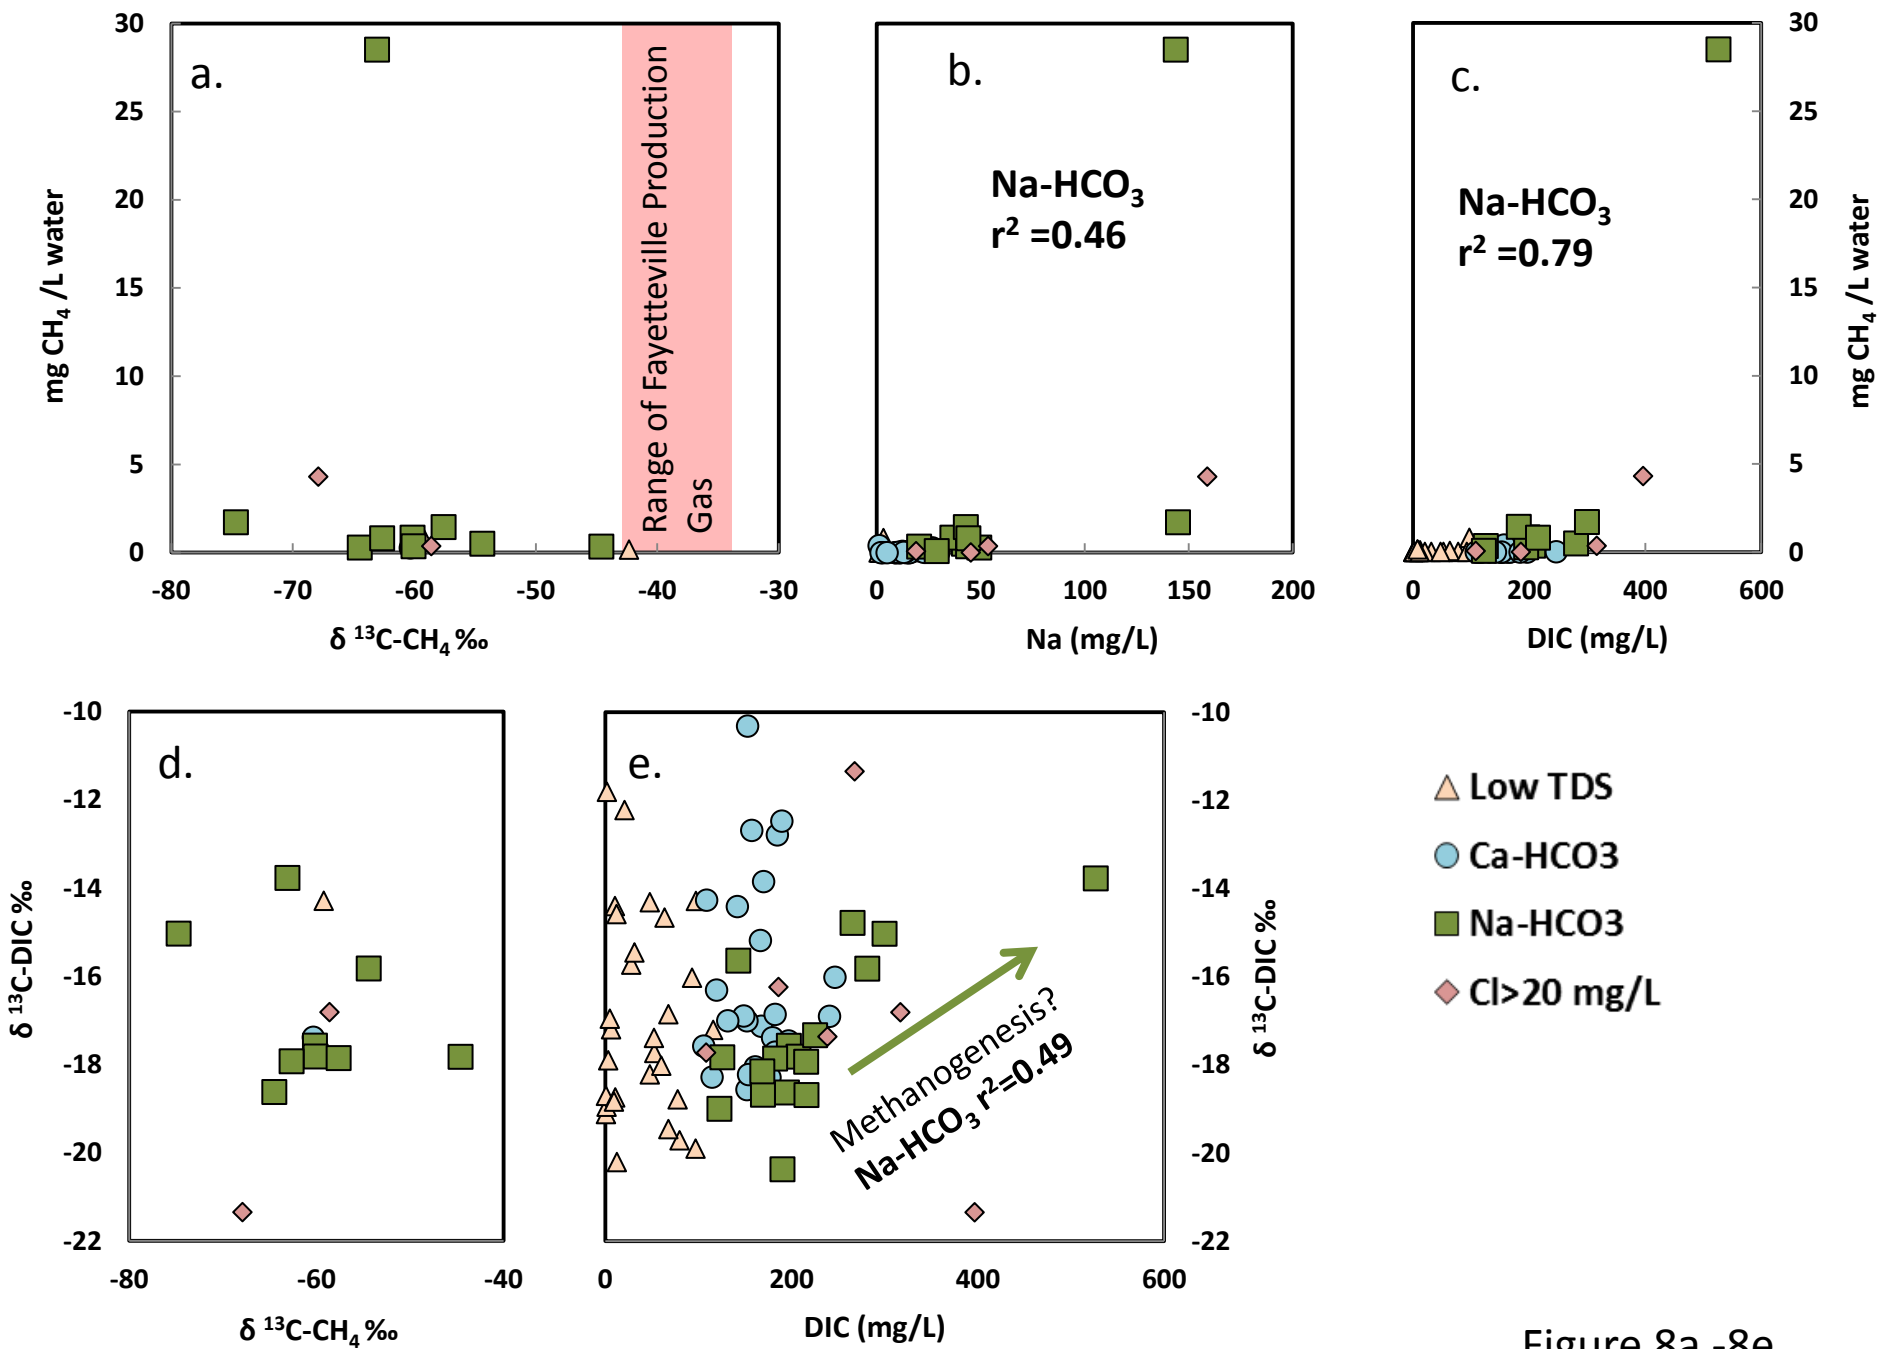 a.
30
25
20
15
10
5
0
mg CH₄ /L water
Range of Fayetteville Production
Gas
-80 -70 -60 -50 -40 -30
δ ¹³C-CH₄ ‰
b.
Na-HCO₃
r² =0.46
0 50 100 150 200
Na (mg/L)
c.
Na-HCO₃
r² =0.79
30
25
20
15
10
5
0
mg CH₄ /L water
0 200 400 600
DIC (mg/L)
d.
-10
-12
-14
-16
-18
-20
-22
δ ¹³C-DIC ‰
-80 -60 -40
δ ¹³C-CH₄ ‰
e.
Methanogenesis?
Na-HCO₃ r²=0.49
-10
-12
-14
-16
-18
-20
-22
δ ¹³C-DIC ‰
0 200 400 600
DIC (mg/L)
Low TDS
Ca-HCO3
Na-HCO3
Cl>20 mg/L
Figure 8a -8e